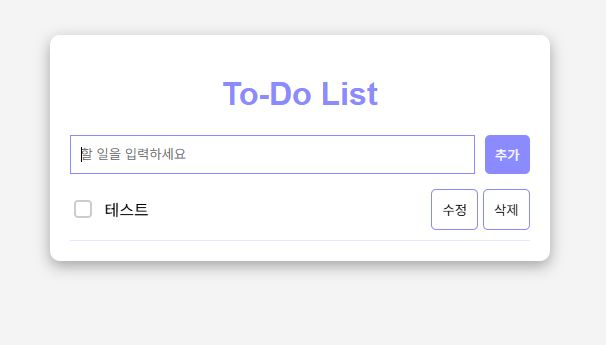 To-Do List
할 일을 입력하세요
추가
테스트
수정
삭제